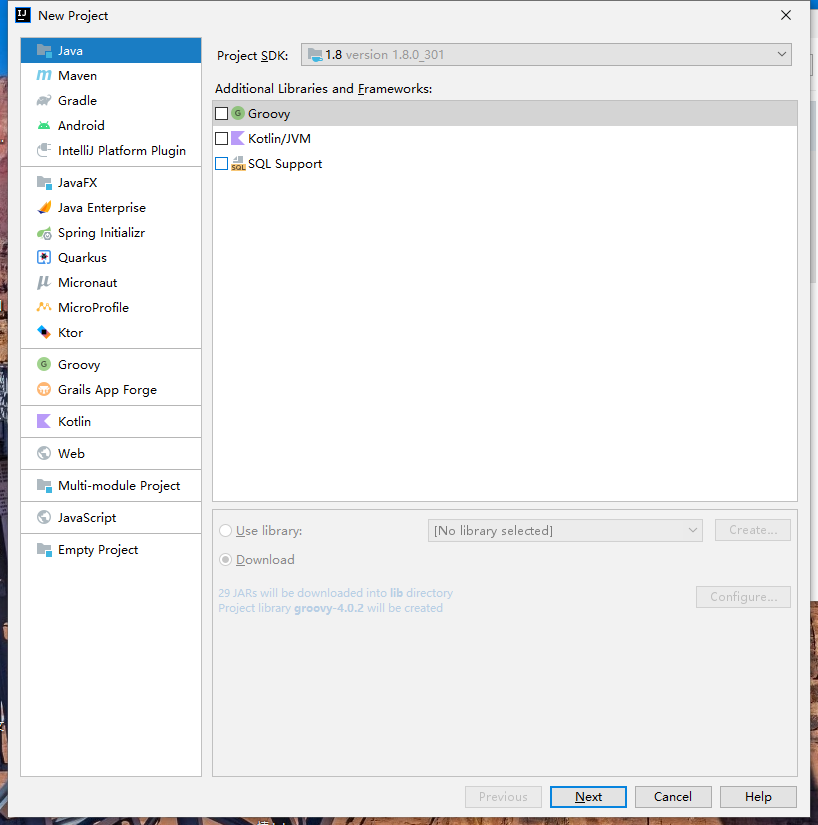 New Project
Java
Maven
Gradle
Android
IntelliJ Platform Plugin
JavaFX
Java Enterprise
Spring Initializr
Quarkus
Micronaut
MicroProfile
Ktor
Groovy
Grails App Forge
Kotlin
Web
Multi-module Project
JavaScript
Empty Project
Project SDK: 1.8 version 1.8.0_301
Additional Libraries and Frameworks:
Groovy
Kotlin/JVM
SQL Support
Use library: [No library selected] Create...
Download
29 JARs will be downloaded into lib directory
Project library groovy-4.0.2 will be created
Configure...
Previous Next Cancel Help